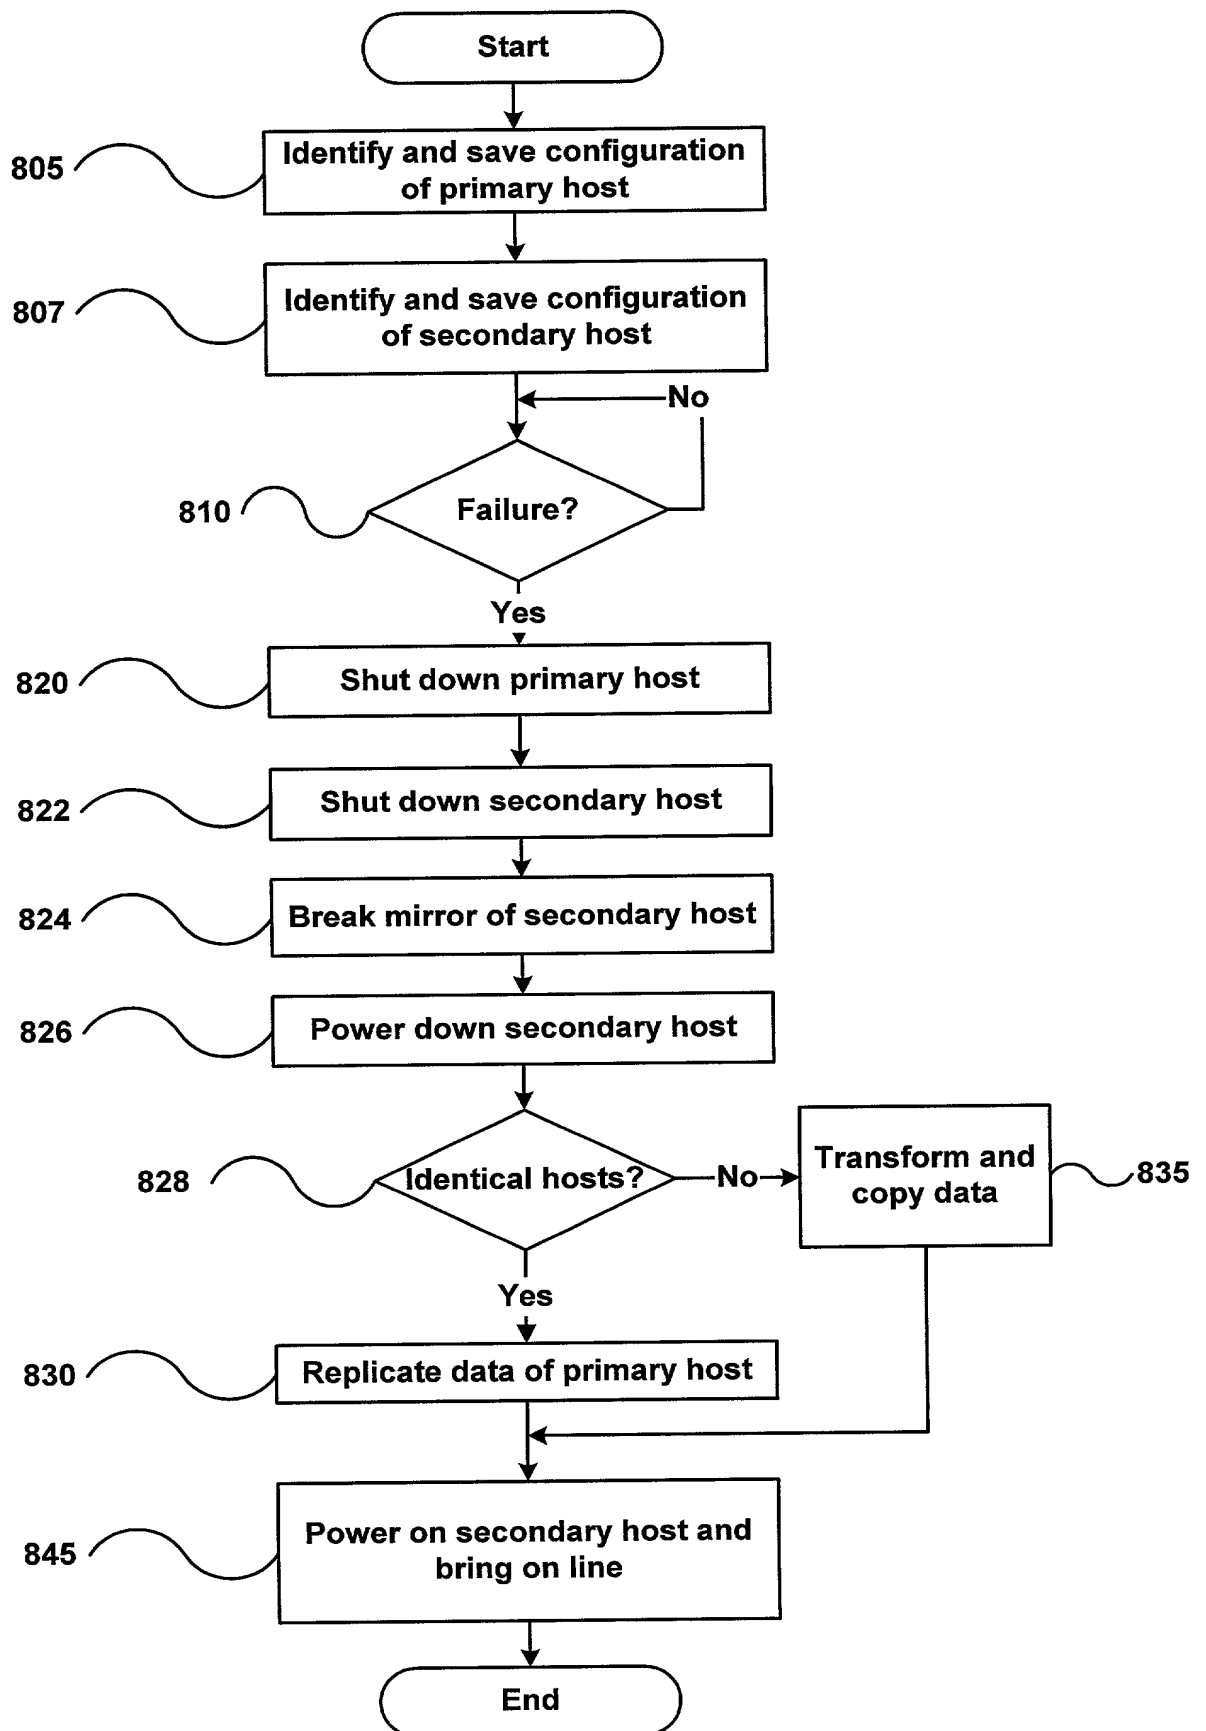 Start
805
Identify and save configuration
of primary host
807
Identify and save configuration
of secondary host
No
810
Failure?
Yes
820
Shut down primary host
822
Shut down secondary host
824
Break mirror of secondary host
826
Power down secondary host
828
Identical hosts?
No
Transform and
copy data
835
Yes
830
Replicate data of primary host
845
Power on secondary host and
bring on line
End